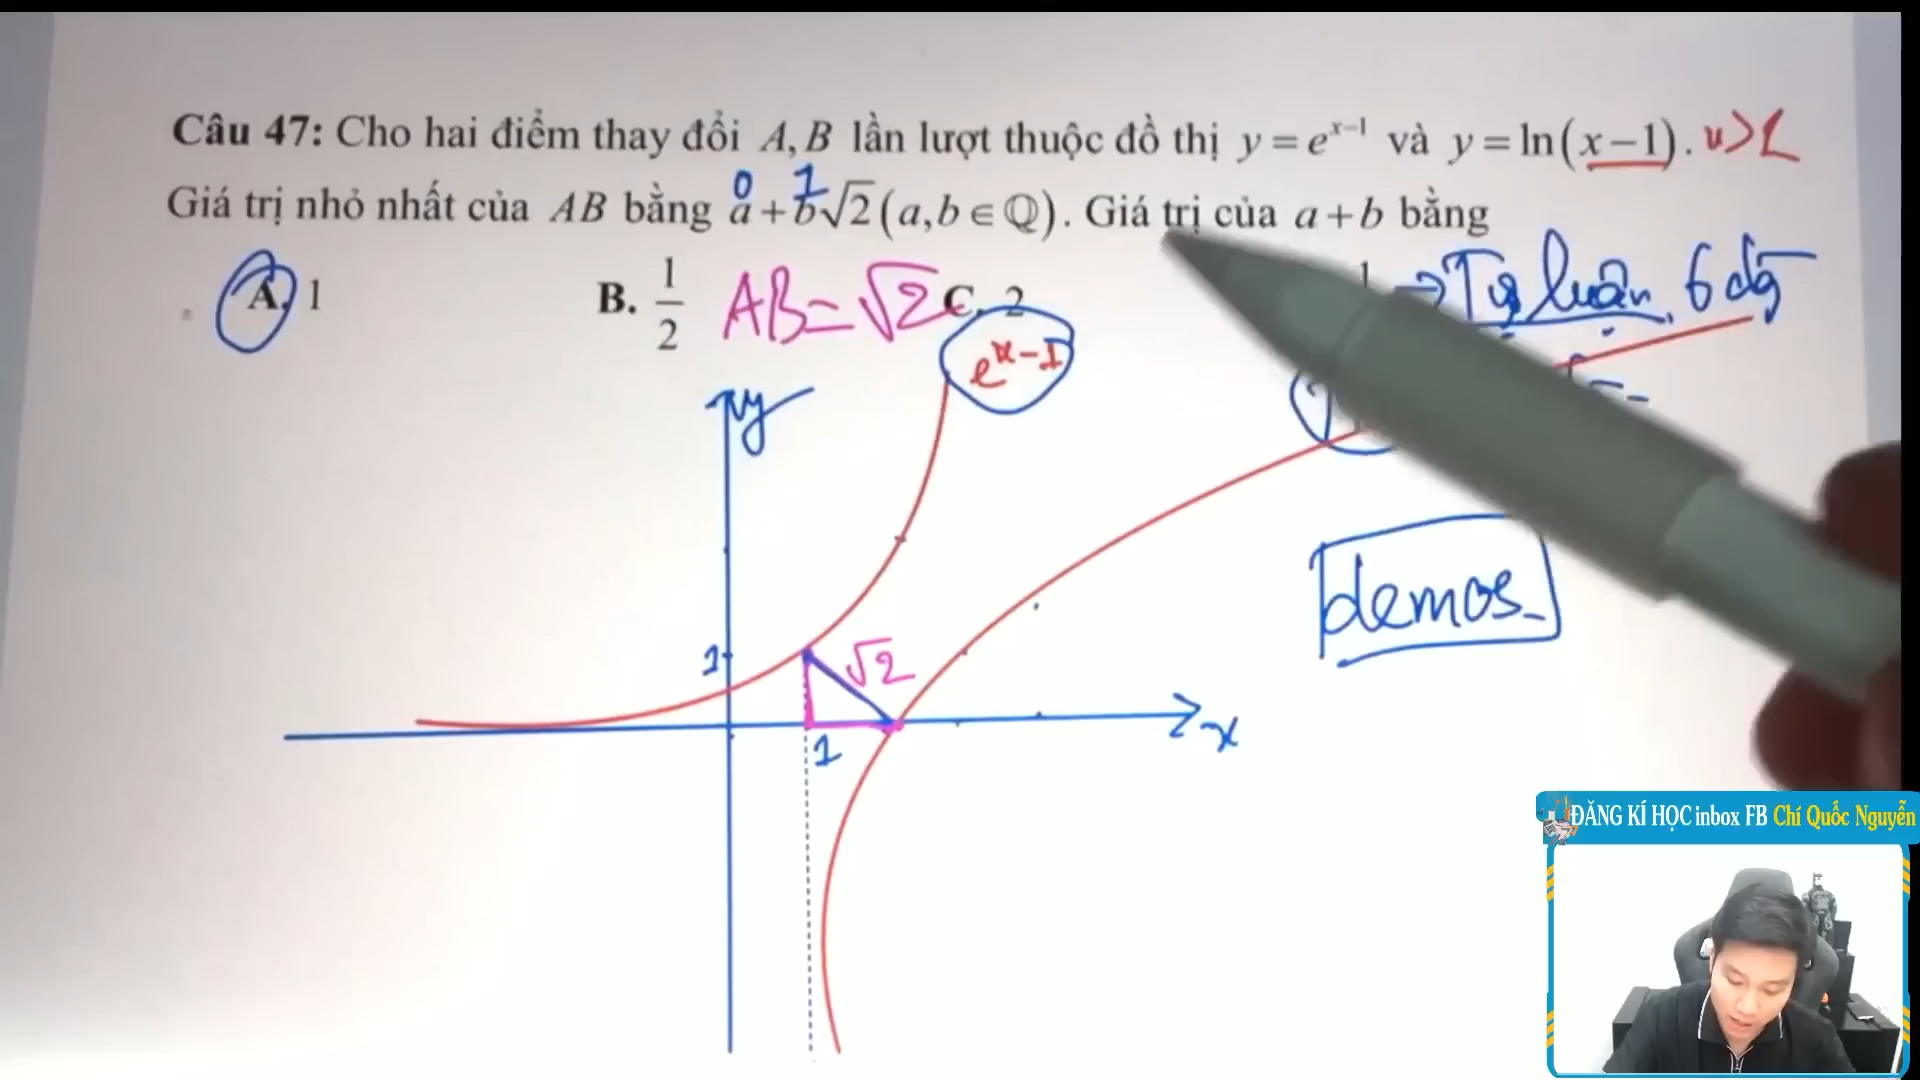 Câu 47: Cho hai điểm thay đổi A, B lần lượt thuộc đồ thị y = e^{x-1} và y = ln(x-1). x>1
0 1
Giá trị nhỏ nhất của AB bằng a + b√2 (a, b ∈ ℚ). Giá trị của a + b bằng
A. 1 B. 1/2 AB = √2 C. 2 1 → Tự luận 6 dg
e^{x-1}
y
demos
1 √2
1 x
ĐĂNG KÍ HỌC inbox FB Chí Quốc Nguyễn